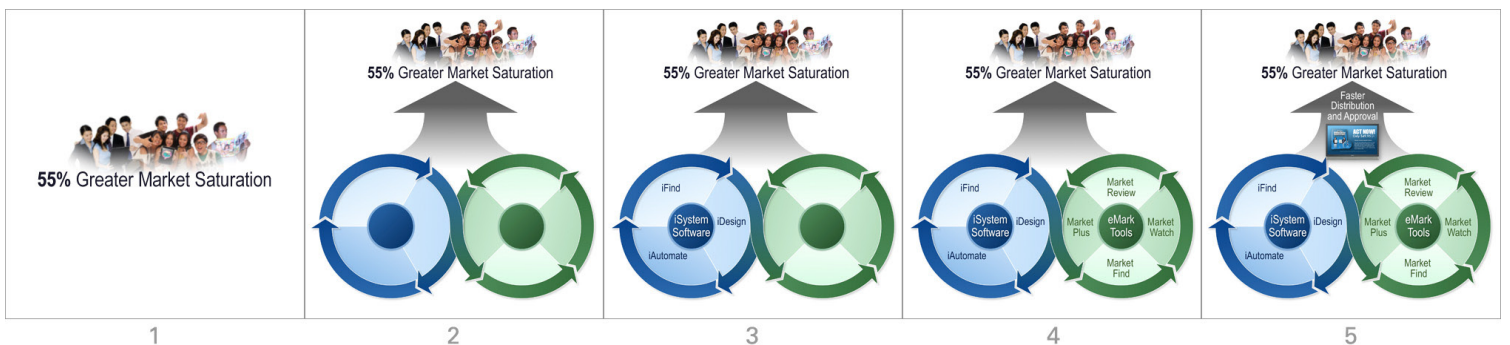 55% Greater Market Saturation
1
55% Greater Market Saturation
2
55% Greater Market Saturation
iFind
iSystem
Software
iDesign
iAutomate
3
55% Greater Market Saturation
iFind
iSystem
Software
iDesign
iAutomate
Market
Review
Market
Plus
eMark
Tools
Market
Watch
Market
Find
4
55% Greater Market Saturation
Faster
Distribution
and Approval
ACT NOW!
iFind
iSystem
Software
iDesign
iAutomate
Market
Review
Market
Plus
eMark
Tools
Market
Watch
Market
Find
5